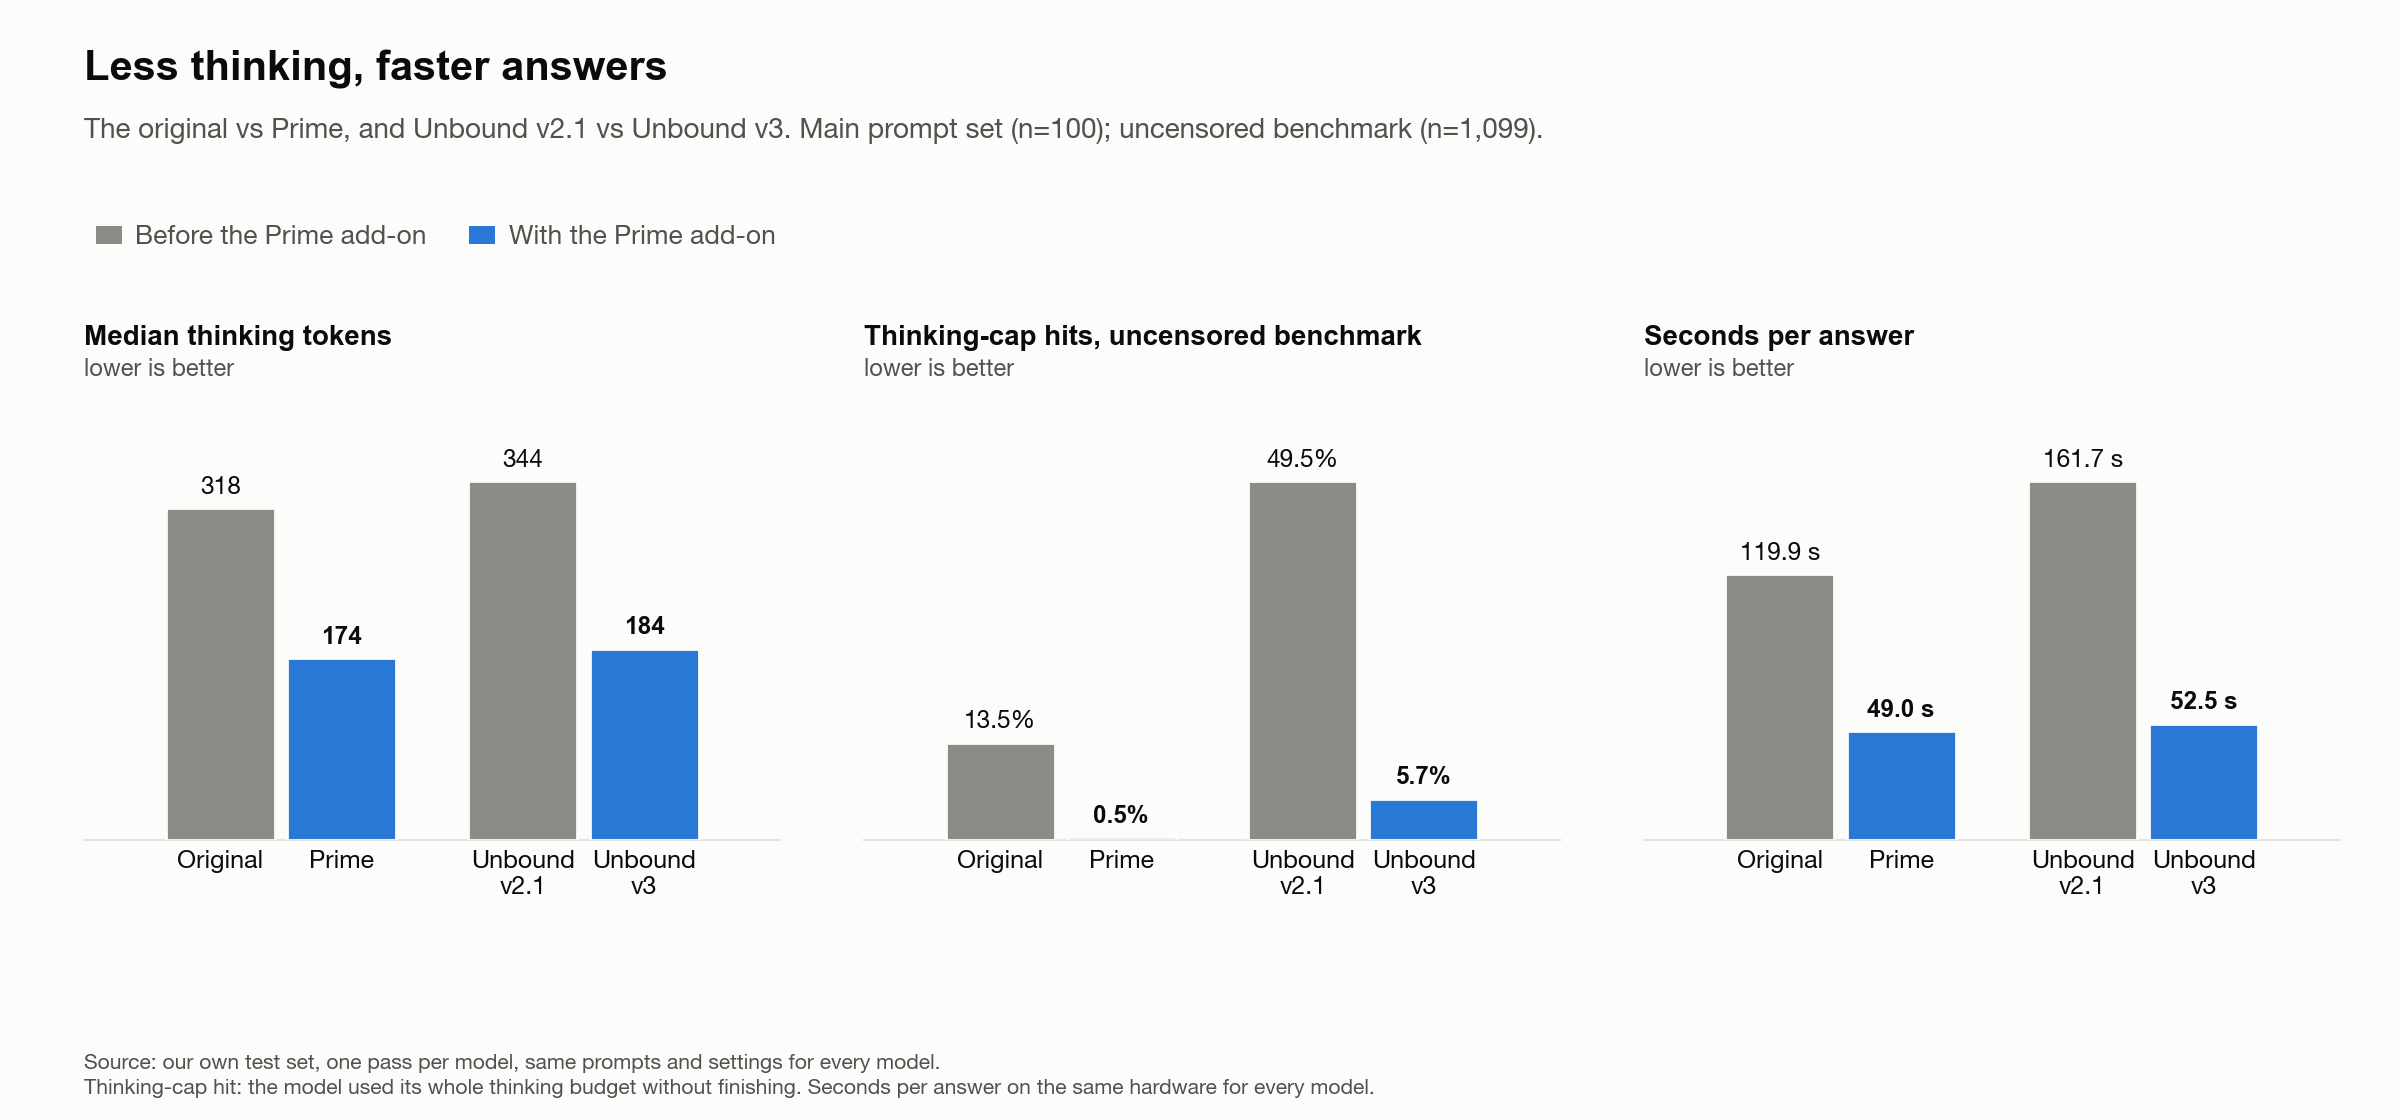 Less thinking, faster answers
The original vs Prime, and Unbound v2.1 vs Unbound v3. Main prompt set (n=100); uncensored benchmark (n=1,099).
Before the Prime add-on
With the Prime add-on
Median thinking tokens
lower is better
318
174
344
184
Original
Prime
Unbound
v2.1
Unbound
v3
Thinking-cap hits, uncensored benchmark
lower is better
13.5%
0.5%
49.5%
5.7%
Original
Prime
Unbound
v2.1
Unbound
v3
Seconds per answer
lower is better
119.9 s
49.0 s
161.7 s
52.5 s
Original
Prime
Unbound
v2.1
Unbound
v3
Source: our own test set, one pass per model, same prompts and settings for every model.
Thinking-cap hit: the model used its whole thinking budget without finishing. Seconds per answer on the same hardware for every model.